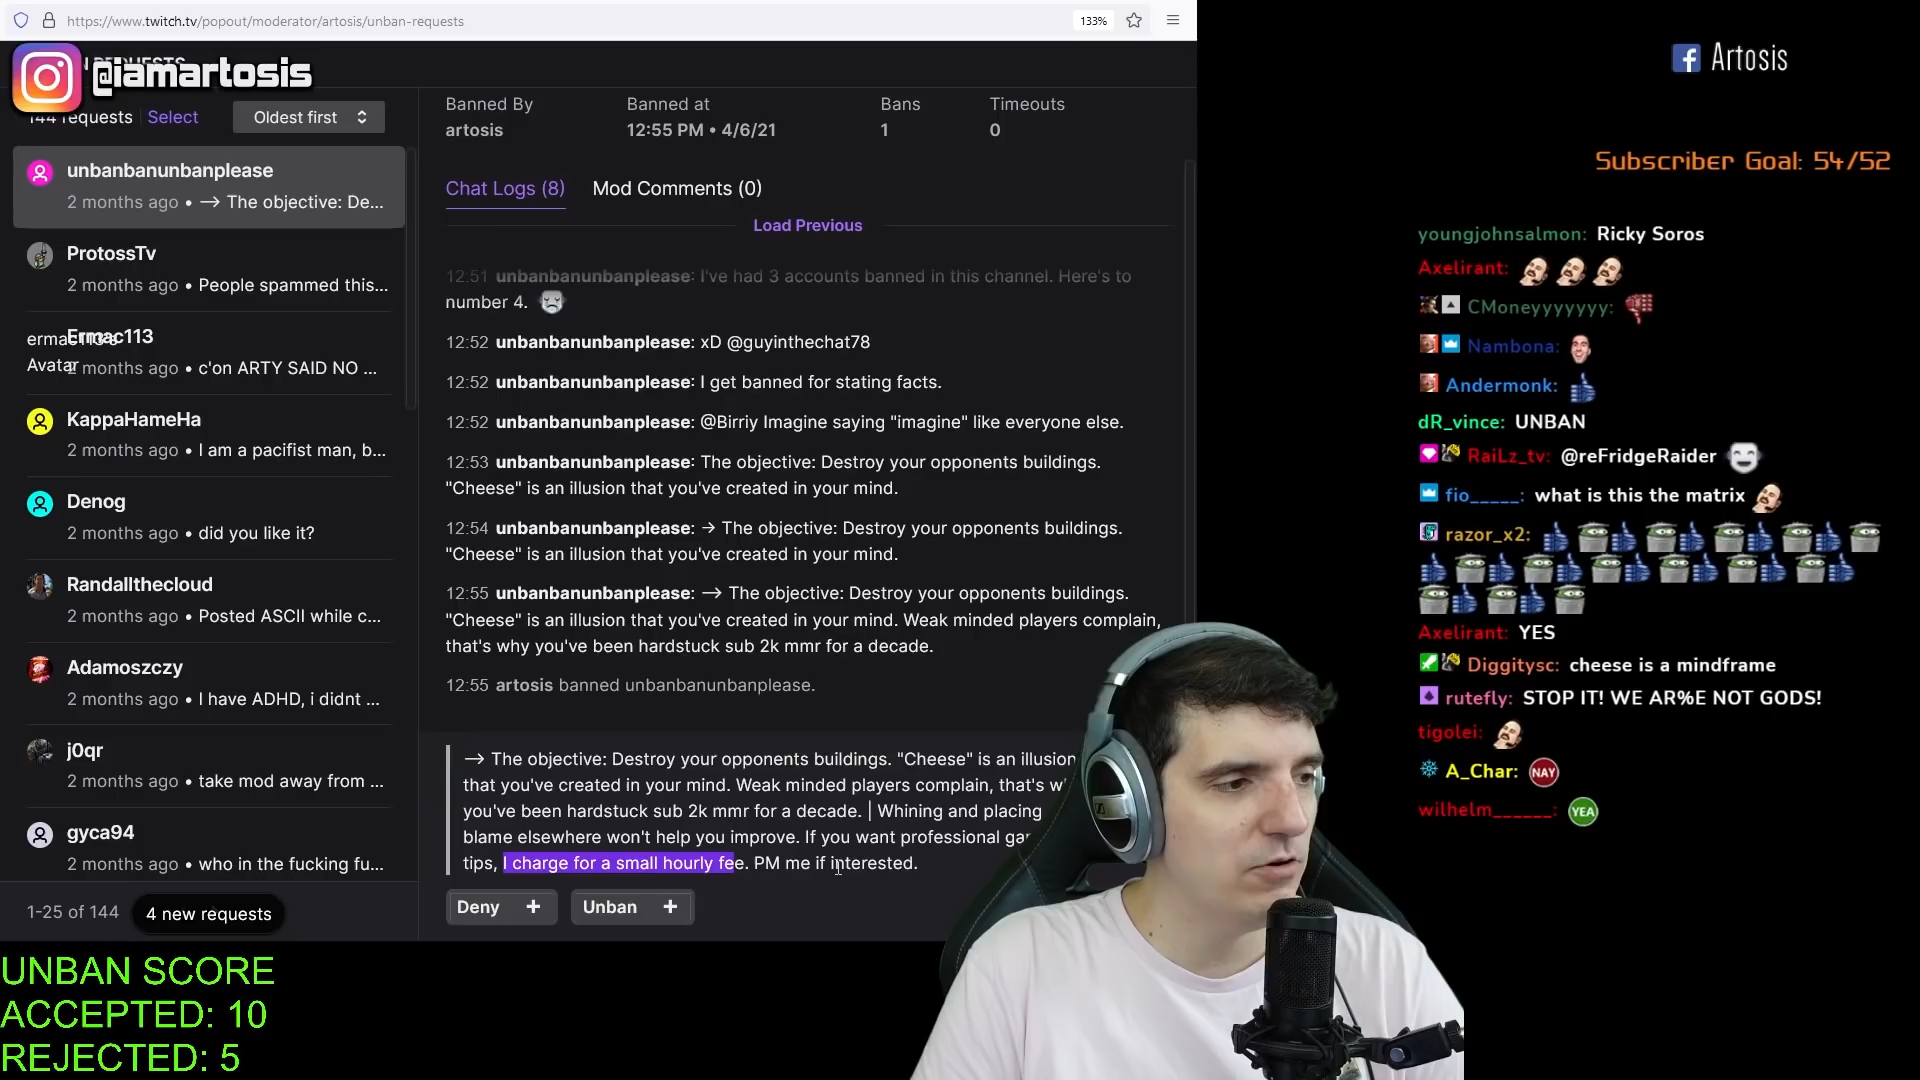 https://www.twitch.tv/popout/moderator/artosis/unban-requests
133%
@iamartosis
144 requests
Select
Oldest first
unbanbanunbanplease
2 months ago • —> The objective: De...
ProtossTv
2 months ago • People spammed this...
ermac113's
Avatar
Ermac113
2 months ago • c'on ARTY SAID NO ...
KappaHameHa
2 months ago • I am a pacifist man, b...
Denog
2 months ago • did you like it?
Randallthecloud
2 months ago • Posted ASCII while c...
Adamoszczy
2 months ago • I have ADHD, i didnt ...
j0qr
2 months ago • take mod away from ...
gyca94
2 months ago • who in the fucking fu...
1-25 of 144
4 new requests
Banned By
artosis
Banned at
12:55 PM • 4/6/21
Bans
1
Timeouts
0
Chat Logs (8)
Mod Comments (0)
Load Previous
12:51 unbanbanunbanplease: I've had 3 accounts banned in this channel. Here's to
number 4.
12:52 unbanbanunbanplease: xD @guyinthechat78
12:52 unbanbanunbanplease: I get banned for stating facts.
12:52 unbanbanunbanplease: @Birriy Imagine saying "imagine" like everyone else.
12:53 unbanbanunbanplease: The objective: Destroy your opponents buildings.
"Cheese" is an illusion that you've created in your mind.
12:54 unbanbanunbanplease: -> The objective: Destroy your opponents buildings.
"Cheese" is an illusion that you've created in your mind.
12:55 unbanbanunbanplease: —> The objective: Destroy your opponents buildings.
"Cheese" is an illusion that you've created in your mind. Weak minded players complain,
that's why you've been hardstuck sub 2k mmr for a decade.
12:55 artosis banned unbanbanunbanplease.
—> The objective: Destroy your opponents buildings. "Cheese" is an illusion
that you've created in your mind. Weak minded players complain, that's
you've been hardstuck sub 2k mmr for a decade. | Whining and placing
blame elsewhere won't help you improve. If you want professional
tips, I charge for a small hourly fee. PM me if interested.
Deny +
Unban +
UNBAN SCORE
ACCEPTED: 10
REJECTED: 5
Artosis
Subscriber Goal: 54/52
youngjohnsalmon: Ricky Soros
Axelirant:
CMoneyyyyyyy:
Nambona:
Andermonk:
dR_vince: UNBAN
RaiLz_tv: @reFridgeRaider
fio_____: what is this the matrix
razor_x2:
Axelirant: YES
Diggitysc: cheese is a mindframe
rutefly: STOP IT! WE AR%E NOT GODS!
tigolei:
A_Char: NAY
wilhelm______: YEA